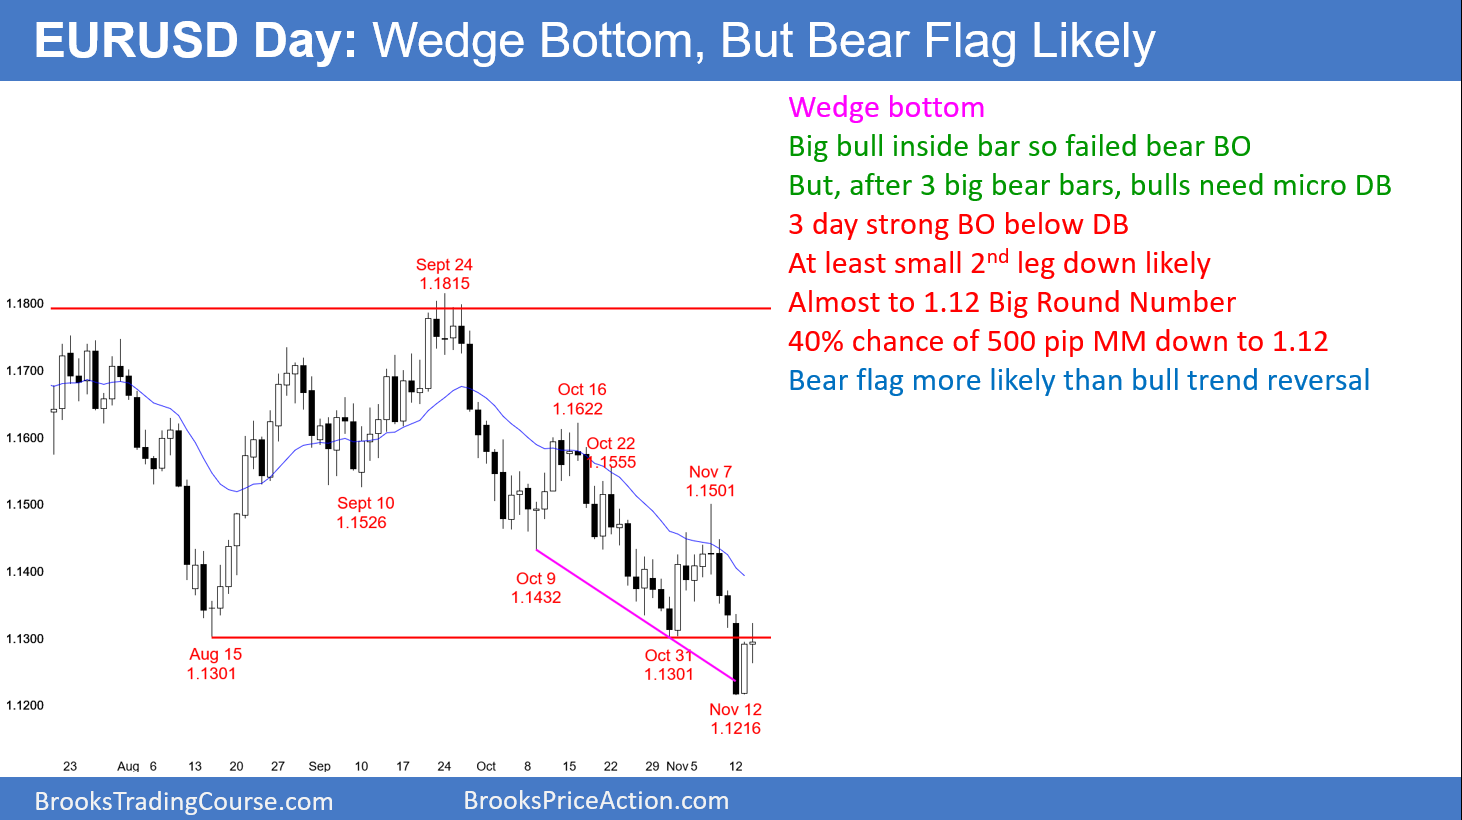 EURUSD Day: Wedge Bottom, But Bear Flag Likely
Wedge bottom
Big bull inside bar so failed bear BO
But, after 3 big bear bars, bulls need micro DB
3 day strong BO below DB
At least small 2nd leg down likely
Almost to 1.12 Big Round Number
40% chance of 500 pip MM down to 1.12
Bear flag more likely than bull trend reversal
Sept 24
1.1815
1.1800
1.1700
Oct 16
1.1622
1.1600
Oct 22
1.1555
Nov 7
1.1501
1.1500
Sept 10
1.1526
1.1400
Oct 9
1.1432
1.1300
Aug 15
1.1301
Oct 31
1.1301
1.1200
Nov 12
1.1216
23 Aug 6 13 20 27 Sep 10 17 24 Oct 8 15 22 29 Nov 5 12
BrooksTradingCourse.com
BrooksPriceAction.com